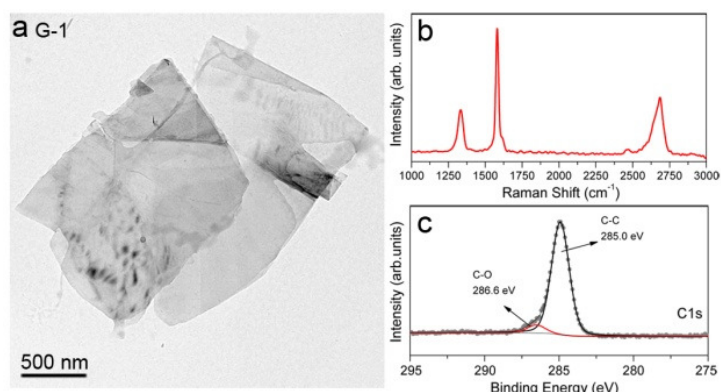 a G-1
500 nm
b
Intensity (arb. units)
1000 1250 1500 1750 2000 2250 2500 2750 3000
Raman Shift (cm⁻¹)
c
Intensity (arb.units)
C-C
285.0 eV
C-O
286.6 eV
C1s
295 290 285 280 275
Binding Energy (eV)